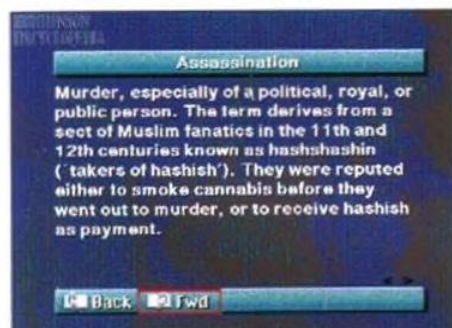 HUTCHINSON
ENCYCLOPEDIA
Assassination
Murder, especially of a political, royal, or
public person. The term derives from a
sect of Muslim fanatics in the 11th and
12th centuries known as hashshashin
(`takers of hashish'). They were reputed
either to smoke cannabis before they
went out to murder, or to receive hashish
as payment.
< >
Back Fwd